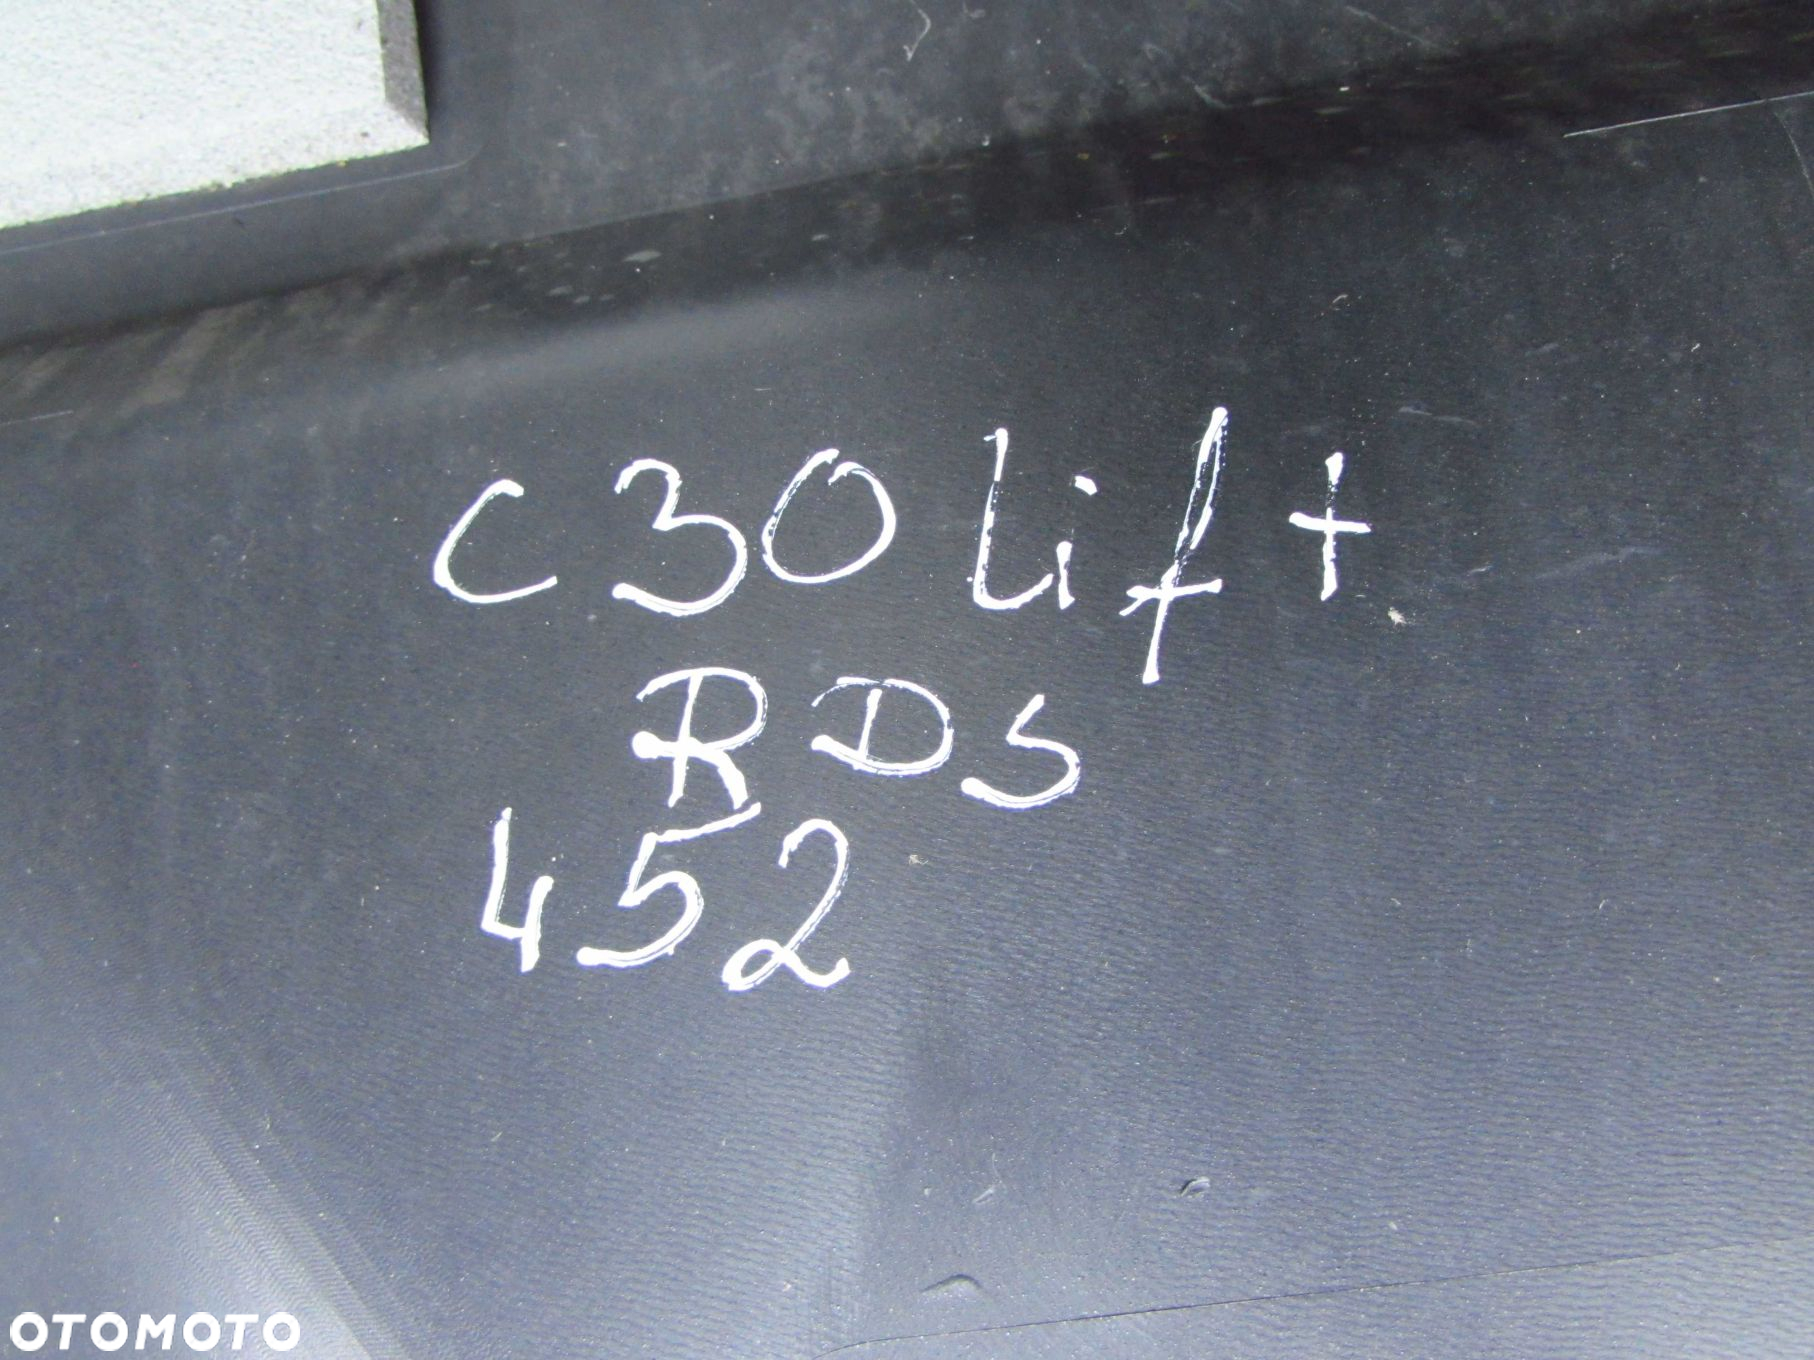 C30 lift
RDS
452
OTOMOTO